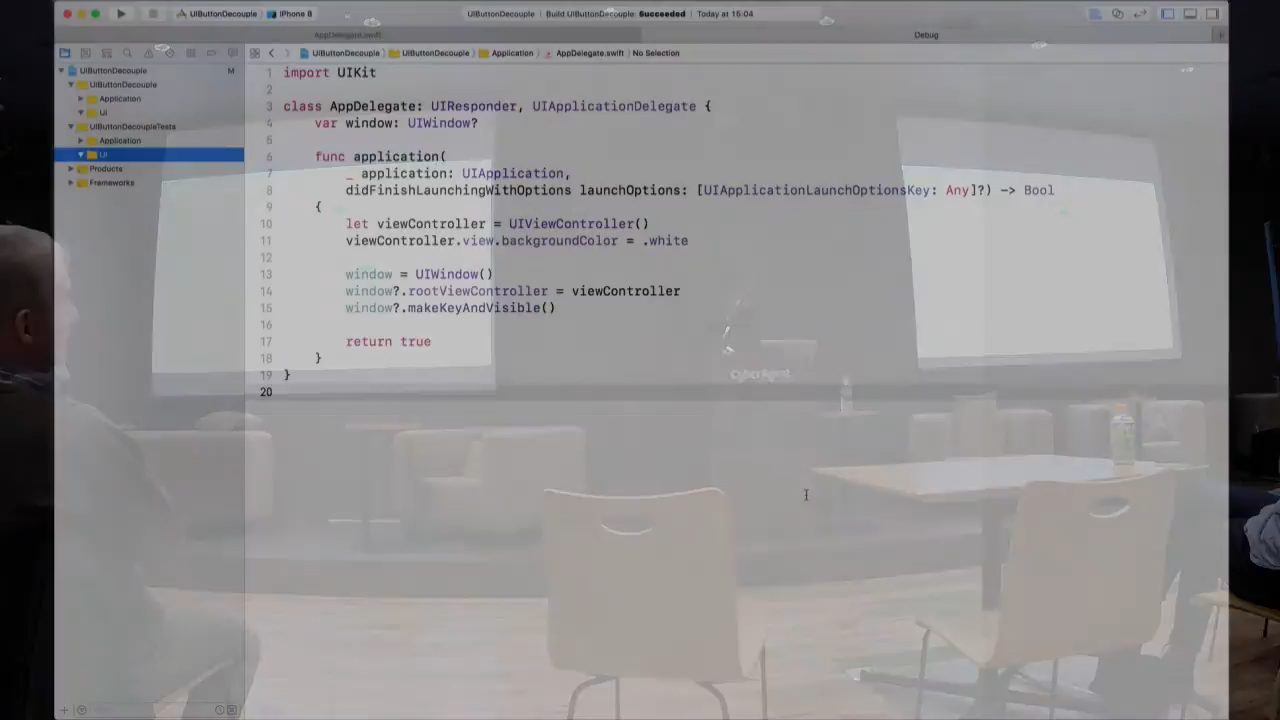 UIButtonDecouple
iPhone 8
UIButtonDecouple
Build UIButtonDecouple: Succeeded
Today at 15:04
AppDelegate.swift
Debug
UIButtonDecouple
UIButtonDecouple
Application
AppDelegate.swift
No Selection
UIButtonDecouple
M
UIButtonDecouple
Application
UI
UIButtonDecoupleTests
Application
UI
Products
Frameworks
1 import UIKit
2
3 class AppDelegate: UIResponder, UIApplicationDelegate {
4 var window: UIWindow?
5
6 func application(
7 _ application: UIApplication,
8 didFinishLaunchingWithOptions launchOptions: [UIApplicationLaunchOptionsKey: Any]?) -> Bool
9 {
10 let viewController = UIViewController()
11 viewController.view.backgroundColor = .white
12
13 window = UIWindow()
14 window?.rootViewController = viewController
15 window?.makeKeyAndVisible()
16
17 return true
18 }
19 }
20
CyberAgent